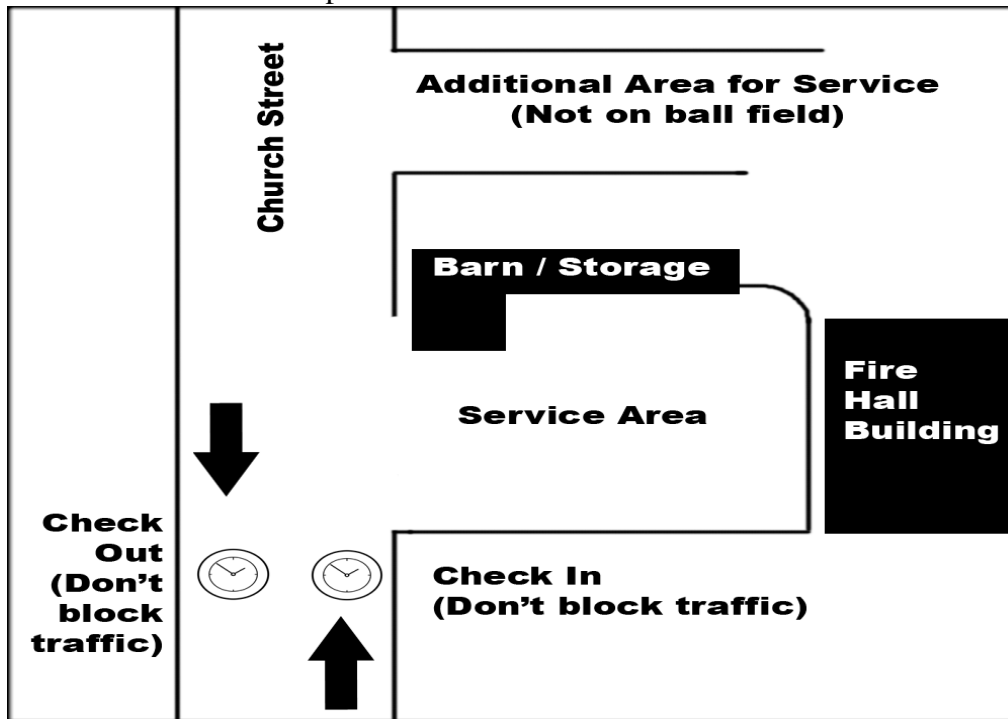 Church Street
Additional Area for Service
(Not on ball field)
Barn / Storage
Fire
Hall
Building
Service Area
Check
Out
(Don't
block
traffic)
Check In
(Don't block traffic)